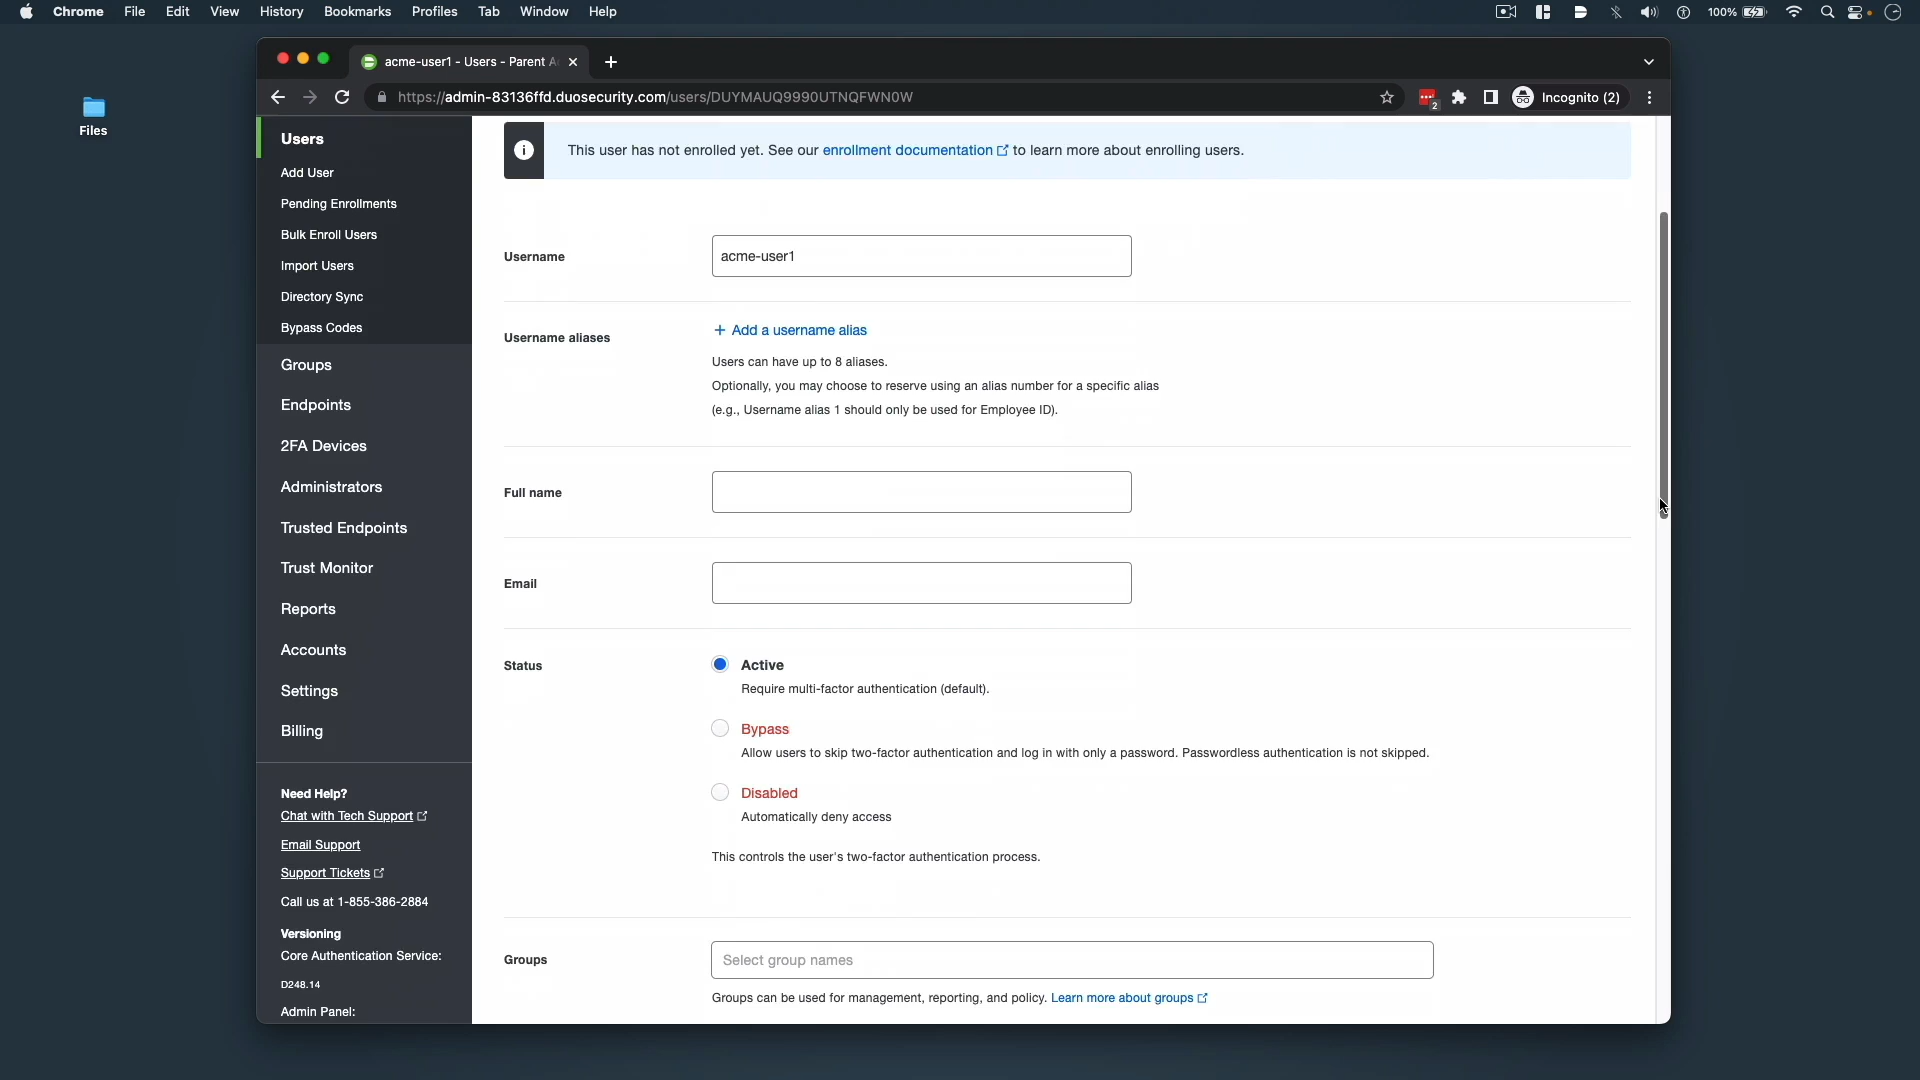 Chrome File Edit View History Bookmarks Profiles Tab Window Help 100%
Files
acme-user1 - Users - Parent
https://admin-83136ffd.duosecurity.com/users/DUYMAUQ9990UTNQFWN0W
2
Incognito (2)
Users
Add User
Pending Enrollments
Bulk Enroll Users
Import Users
Directory Sync
Bypass Codes
Groups
Endpoints
2FA Devices
Administrators
Trusted Endpoints
Trust Monitor
Reports
Accounts
Settings
Billing
Need Help?
Chat with Tech Support
Email Support
Support Tickets
Call us at 1-855-386-2884
Versioning
Core Authentication Service:
D248.14
Admin Panel:
This user has not enrolled yet. See our enrollment documentation to learn more about enrolling users.
Username
acme-user1
Username aliases
+ Add a username alias
Users can have up to 8 aliases.
Optionally, you may choose to reserve using an alias number for a specific alias
(e.g., Username alias 1 should only be used for Employee ID).
Full name
Email
Status
Active
Require multi-factor authentication (default).
Bypass
Allow users to skip two-factor authentication and log in with only a password. Passwordless authentication is not skipped.
Disabled
Automatically deny access
This controls the user's two-factor authentication process.
Groups
Select group names
Groups can be used for management, reporting, and policy. Learn more about groups